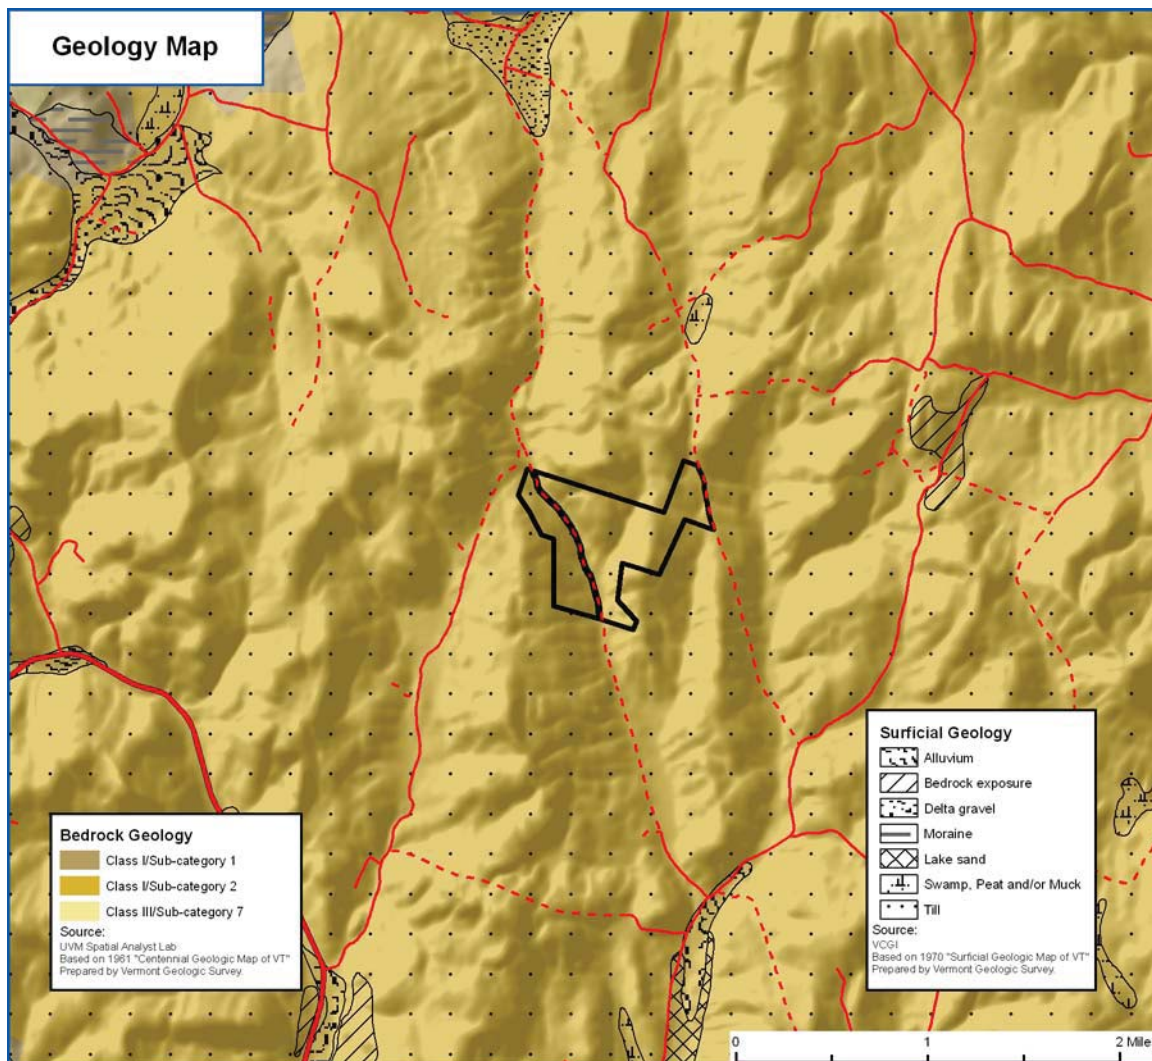 Geology Map
Bedrock Geology
Class I/Sub-category 1
Class I/Sub-category 2
Class III/Sub-category 7
Source:
UVM Spatial Analyst Lab
Based on 1961 "Centennial Geologic Map of VT"
Prepared by Vermont Geologic Survey.
Surficial Geology
Alluvium
Bedrock exposure
Delta gravel
Moraine
Lake sand
Swamp, Peat and/or Muck
Till
Source:
VCGI
Based on 1970 "Surficial Geologic Map of VT"
Prepared by Vermont Geologic Survey.
0 1 2 Mile